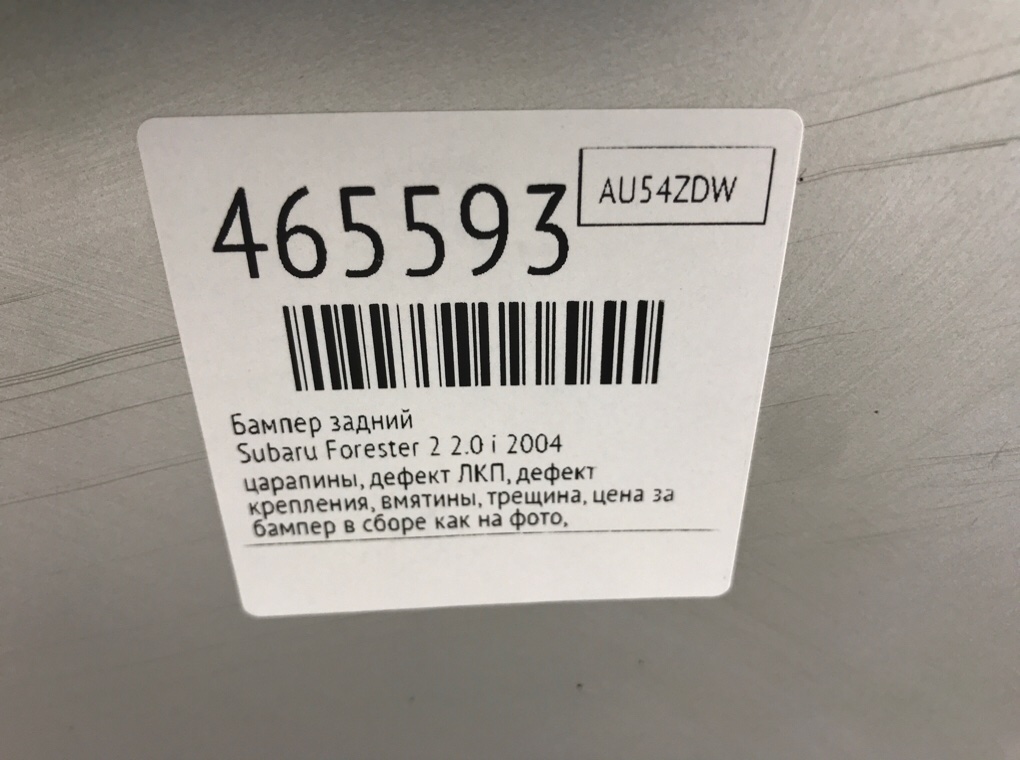 465593
AU54ZDW
Бампер задний
Subaru Forester 2 2.0 i 2004
царапины, дефект ЛКП, дефект
крепления, вмятины, трещина, цена за
бампер в сборе как на фото,